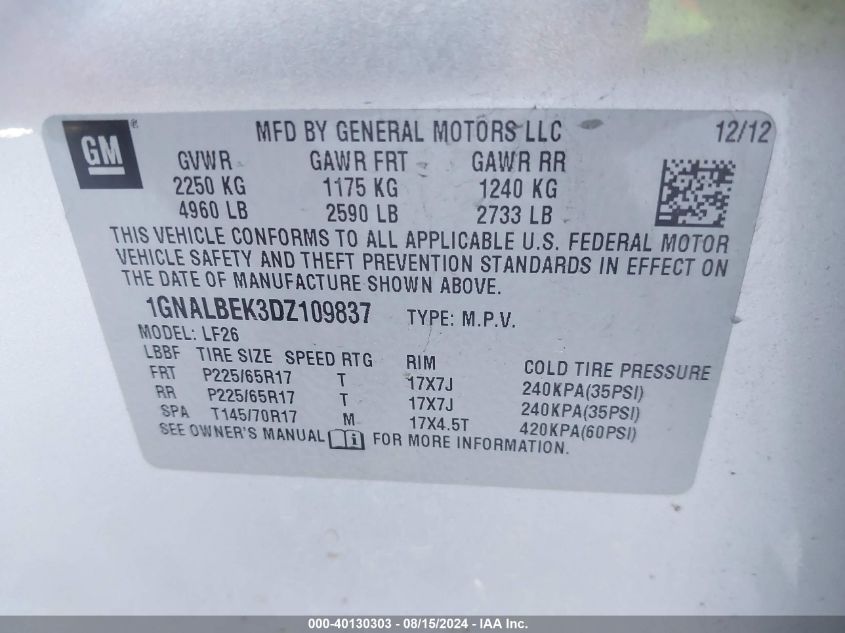 GM ® MFD BY GENERAL MOTORS LLC 12/12
GVWR GAWR FRT GAWR RR
2250 KG 1175 KG 1240 KG
4960 LB 2590 LB 2733 LB
THIS VEHICLE CONFORMS TO ALL APPLICABLE U.S. FEDERAL MOTOR
VEHICLE SAFETY AND THEFT PREVENTION STANDARDS IN EFFECT ON
THE DATE OF MANUFACTURE SHOWN ABOVE.
1GNALBEK3DZ109837 TYPE: M.P.V.
MODEL: LF26
LBBF TIRE SIZE SPEED RTG RIM COLD TIRE PRESSURE
FRT P225/65R17 T 17X7J 240KPA(35PSI)
RR P225/65R17 T 17X7J 240KPA(35PSI)
SPA T145/70R17 M 17X4.5T 420KPA(60PSI)
SEE OWNER'S MANUAL FOR MORE INFORMATION.
000-40130303 - 08/15/2024 - IAA Inc.